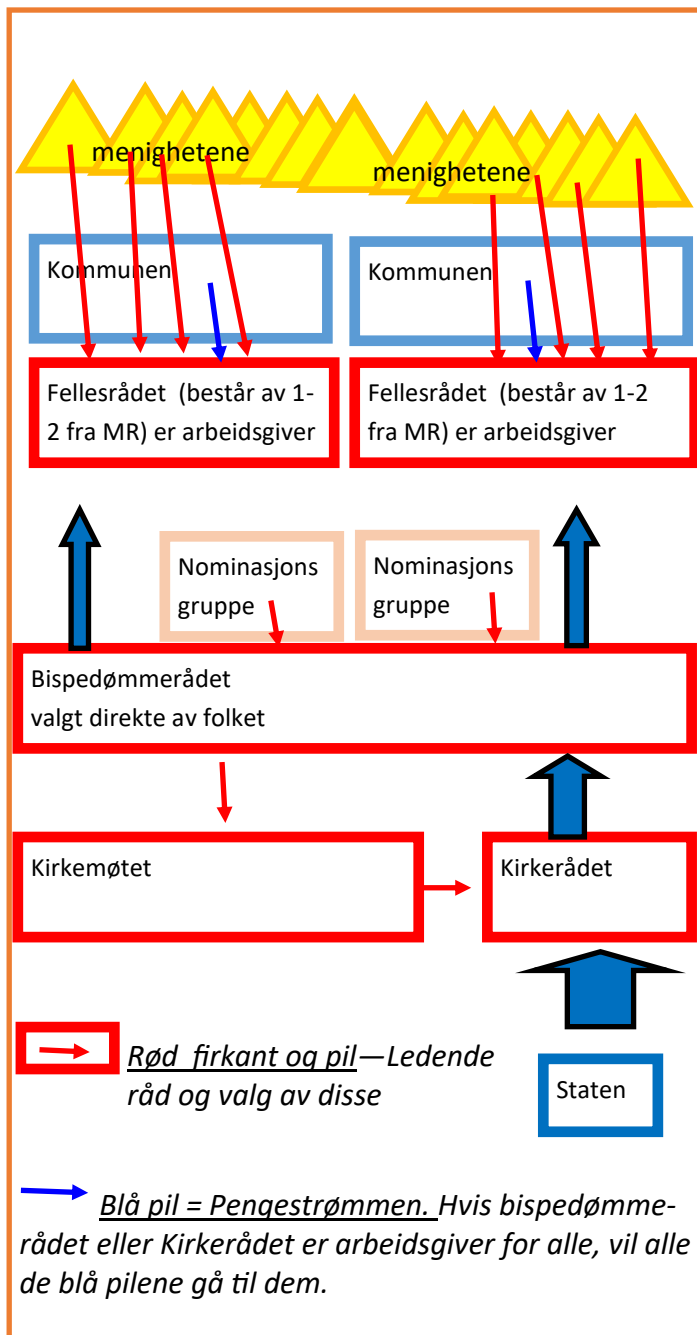 menighetene
menighetene
Kommunen
Kommunen
Fellesrådet  (består av 1-
2 fra MR) er arbeidsgiver
Fellesrådet  (består av 1-2
fra MR) er arbeidsgiver
Nominasjons
gruppe
Nominasjons
gruppe
Bispedømmerådet
valgt direkte av folket
Kirkemøtet
Kirkerådet
Rød  firkant og pil—Ledende
råd og valg av disse
Staten
Blå pil = Pengestrømmen. Hvis bispedømme-
rådet eller Kirkerådet er arbeidsgiver for alle, vil alle
de blå pilene gå til dem.